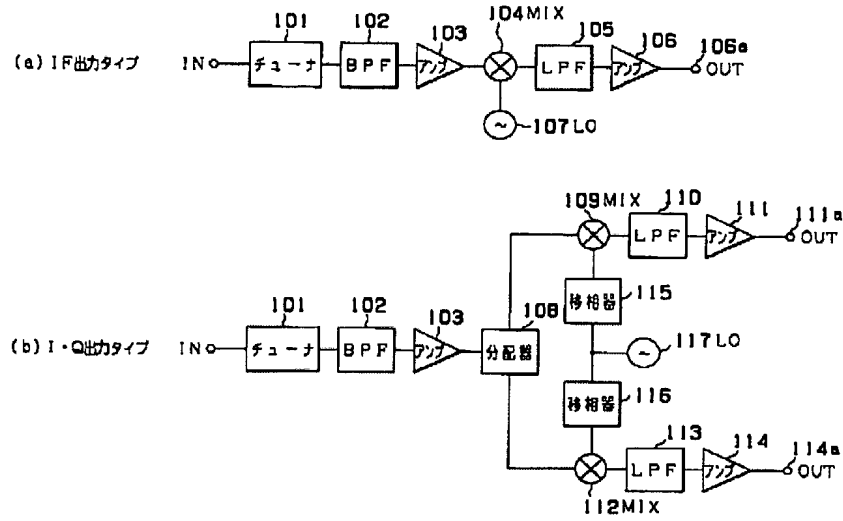 (a) IF出力タイプ
IN
101
チューナ
102
BPF
103
アンプ
104MIX
107LO
105
LPF
106
アンプ
106a
OUT
(b) I・Q出力タイプ
IN
101
チューナ
102
BPF
103
アンプ
108
分配器
109MIX
110
LPF
111
アンプ
111a
OUT
移相器
115
117LO
移相器
116
112MIX
113
LPF
114
アンプ
114a
OUT